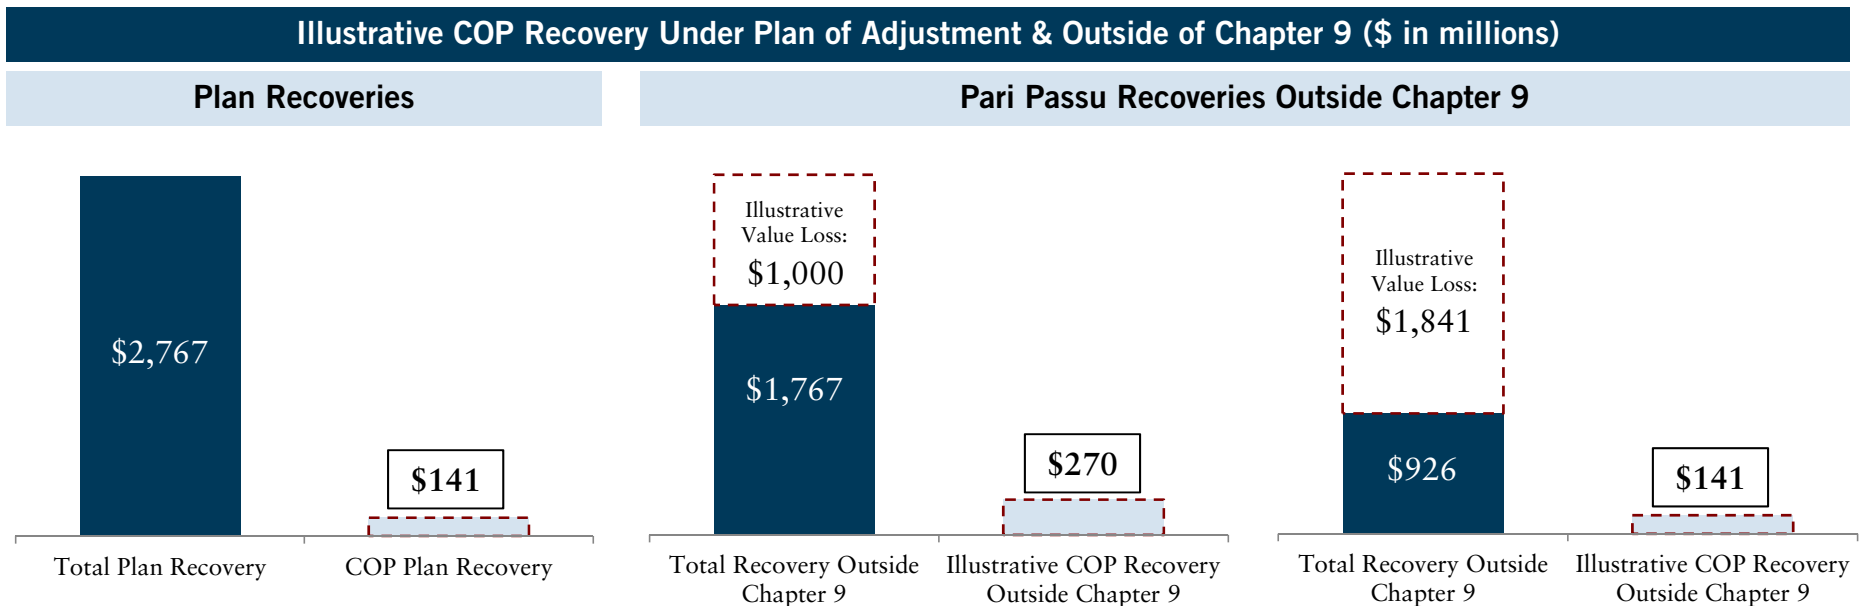 Illustrative COP Recovery Under Plan of Adjustment & Outside of Chapter 9 ($ in millions)
Plan Recoveries
$2,767
$141
Total Plan Recovery
COP Plan Recovery
Pari Passu Recoveries Outside Chapter 9
Illustrative
Value Loss:
$1,000
$1,767
$270
Total Recovery Outside
Chapter 9
Illustrative COP Recovery
Outside Chapter 9
Illustrative
Value Loss:
$1,841
$926
$141
Total Recovery Outside
Chapter 9
Illustrative COP Recovery
Outside Chapter 9